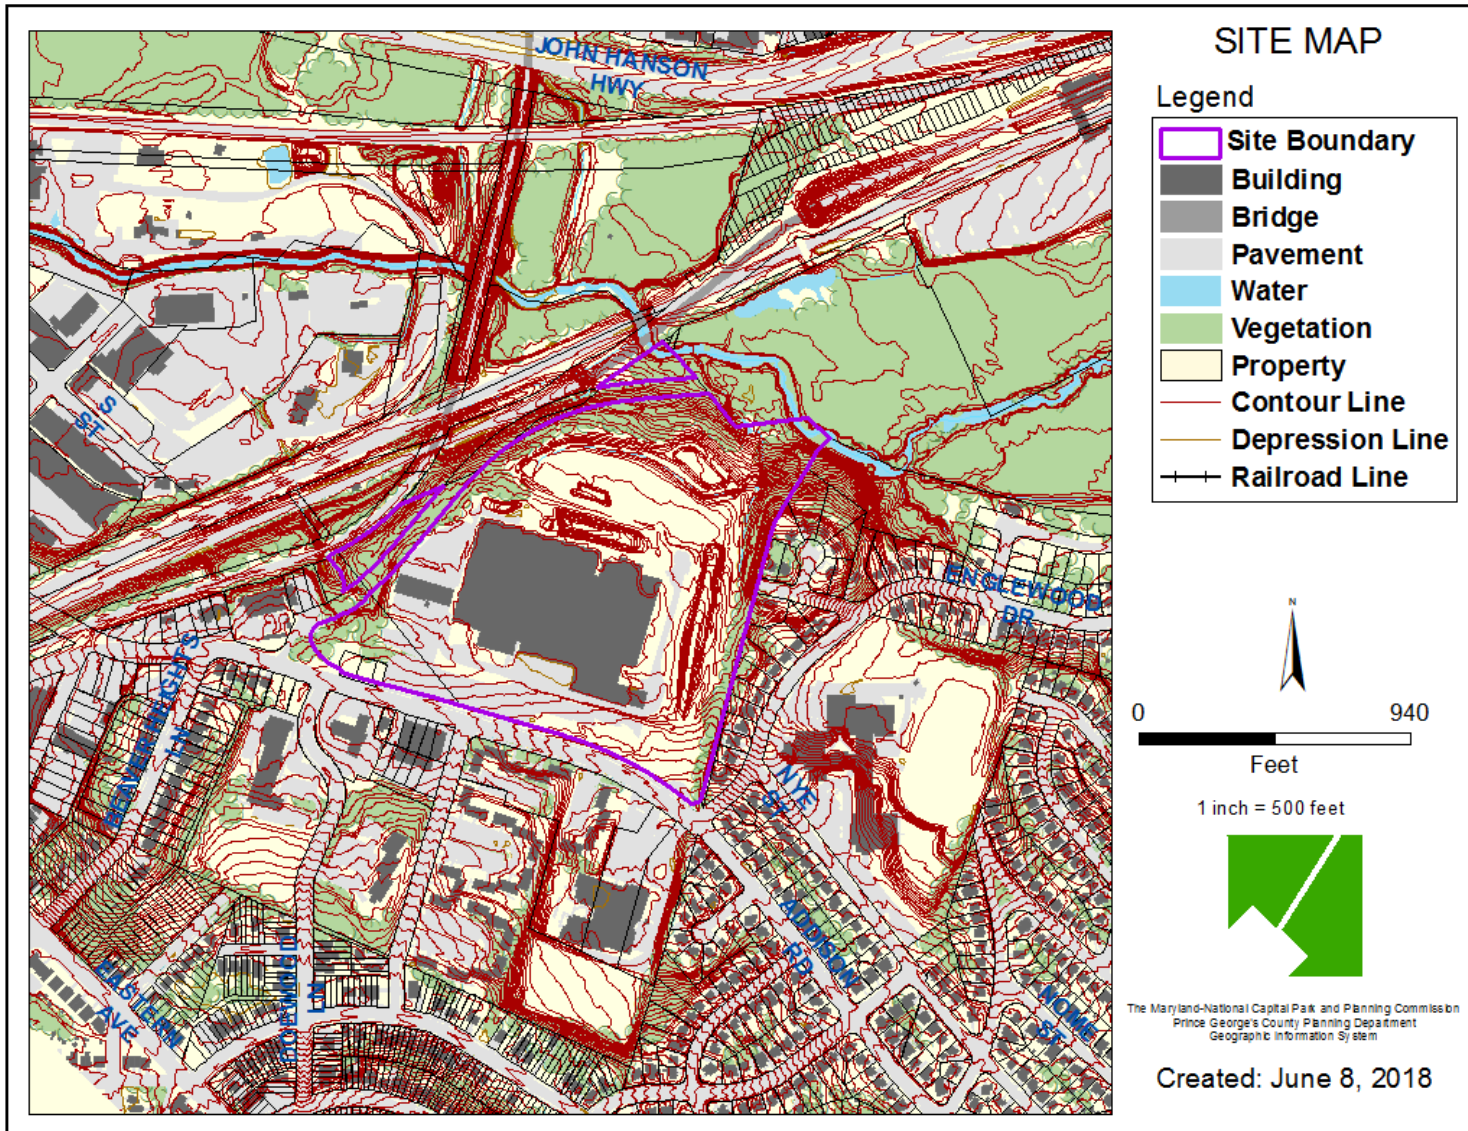 SITE MAP
Legend
Site Boundary
Building
Bridge
Pavement
Water
Vegetation
Property
Contour Line
Depression Line
Railroad Line
JOHN HANSON
HWY
S
ST
ENGLEWOOD
DR
BEAVER HEIGHTS
LN
NYE
ST
ADDISON
RD
EASTERN
AVE
EDGEWOOD
LN
NOME
ST
N
0
940
Feet
1 inch = 500 feet
The Maryland-National Capital Park and Planning Commission
Prince George's County Planning Department
Geographic Information System
Created: June 8, 2018